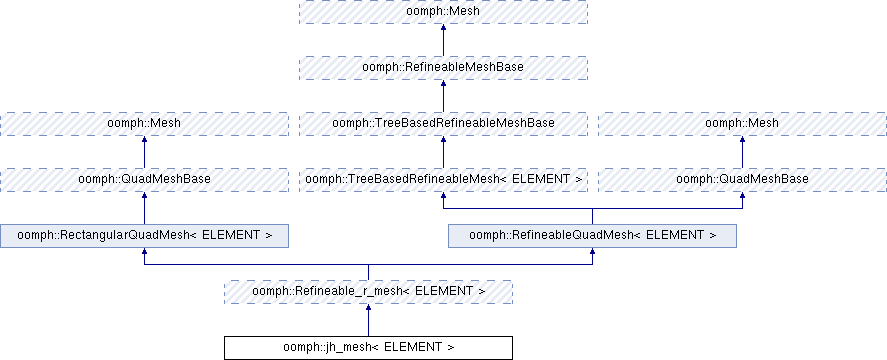 oomph::Mesh
oomph::RefineableMeshBase
oomph::Mesh
oomph::TreeBasedRefineableMeshBase
oomph::Mesh
oomph::QuadMeshBase
oomph::TreeBasedRefineableMesh< ELEMENT >
oomph::QuadMeshBase
oomph::RectangularQuadMesh< ELEMENT >
oomph::RefineableQuadMesh< ELEMENT >
oomph::Refineable_r_mesh< ELEMENT >
oomph::jh_mesh< ELEMENT >